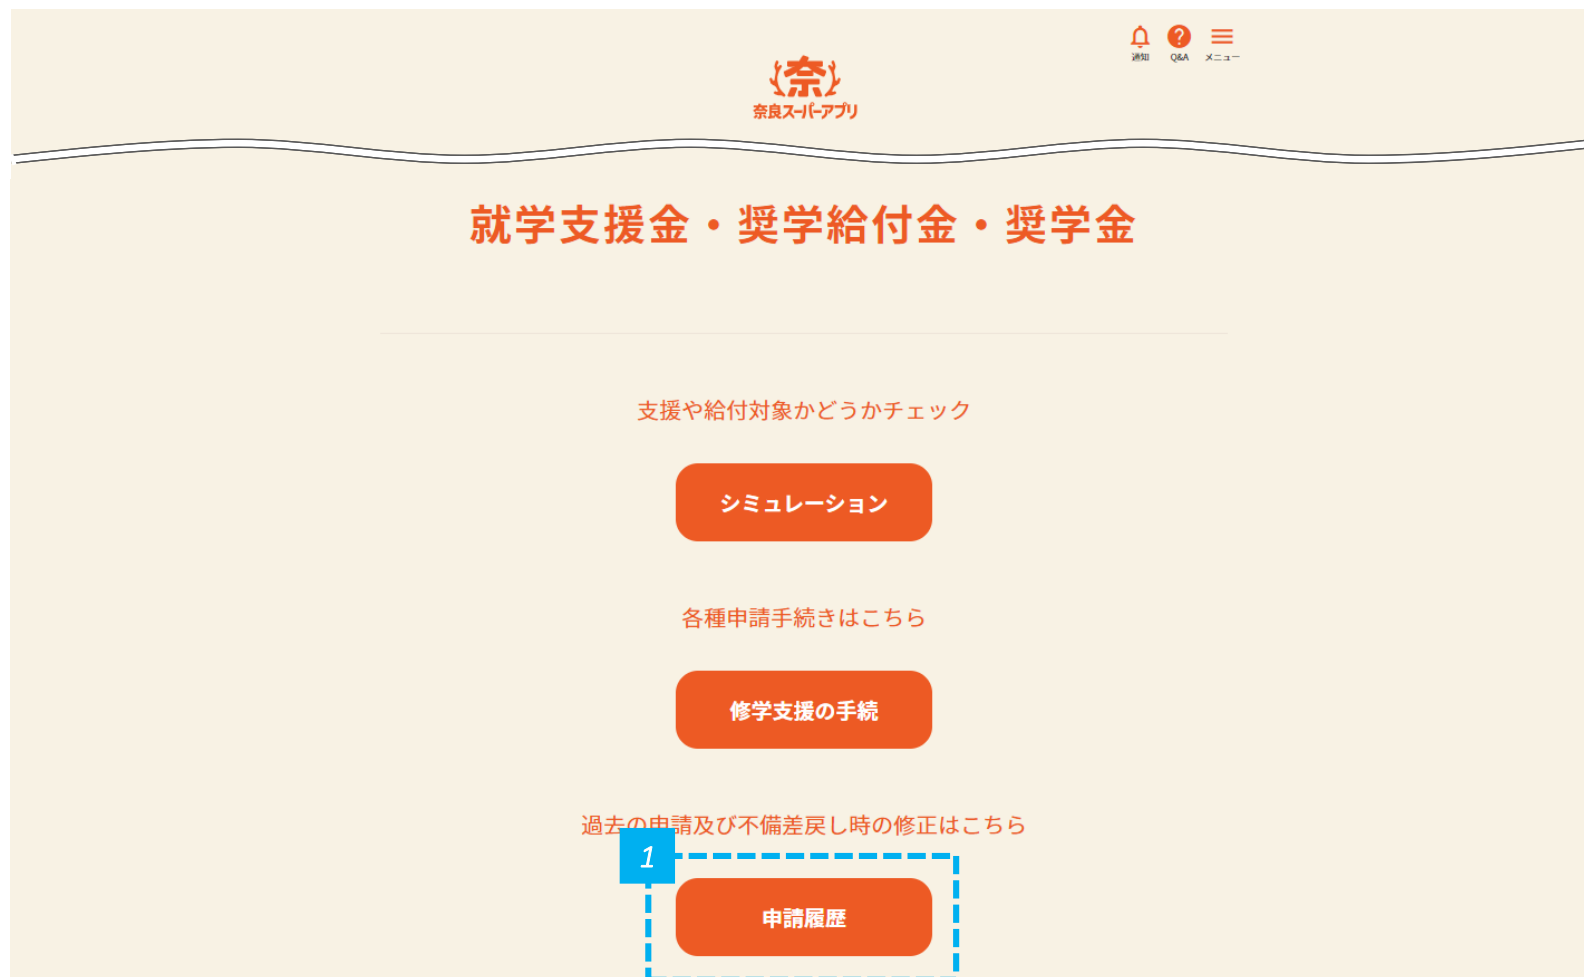 通知 Q&A メニュー
奈
奈良スーパーアプリ
就学支援金・奨学給付金・奨学金
支援や給付対象かどうかチェック
シミュレーション
各種申請手続きはこちら
修学支援の手続
過去の申請及び不備差戻し時の修正はこちら
1
申請履歴